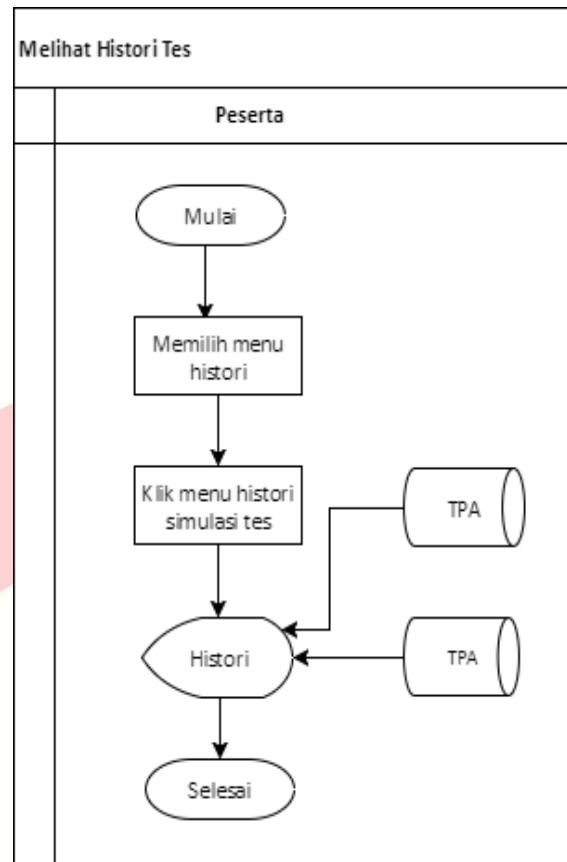 Melihat Histori Tes
Peserta
Mulai
Memilih menu
histori
Klik menu histori
simulasi tes
TPA
Histori
TPA
Selesai